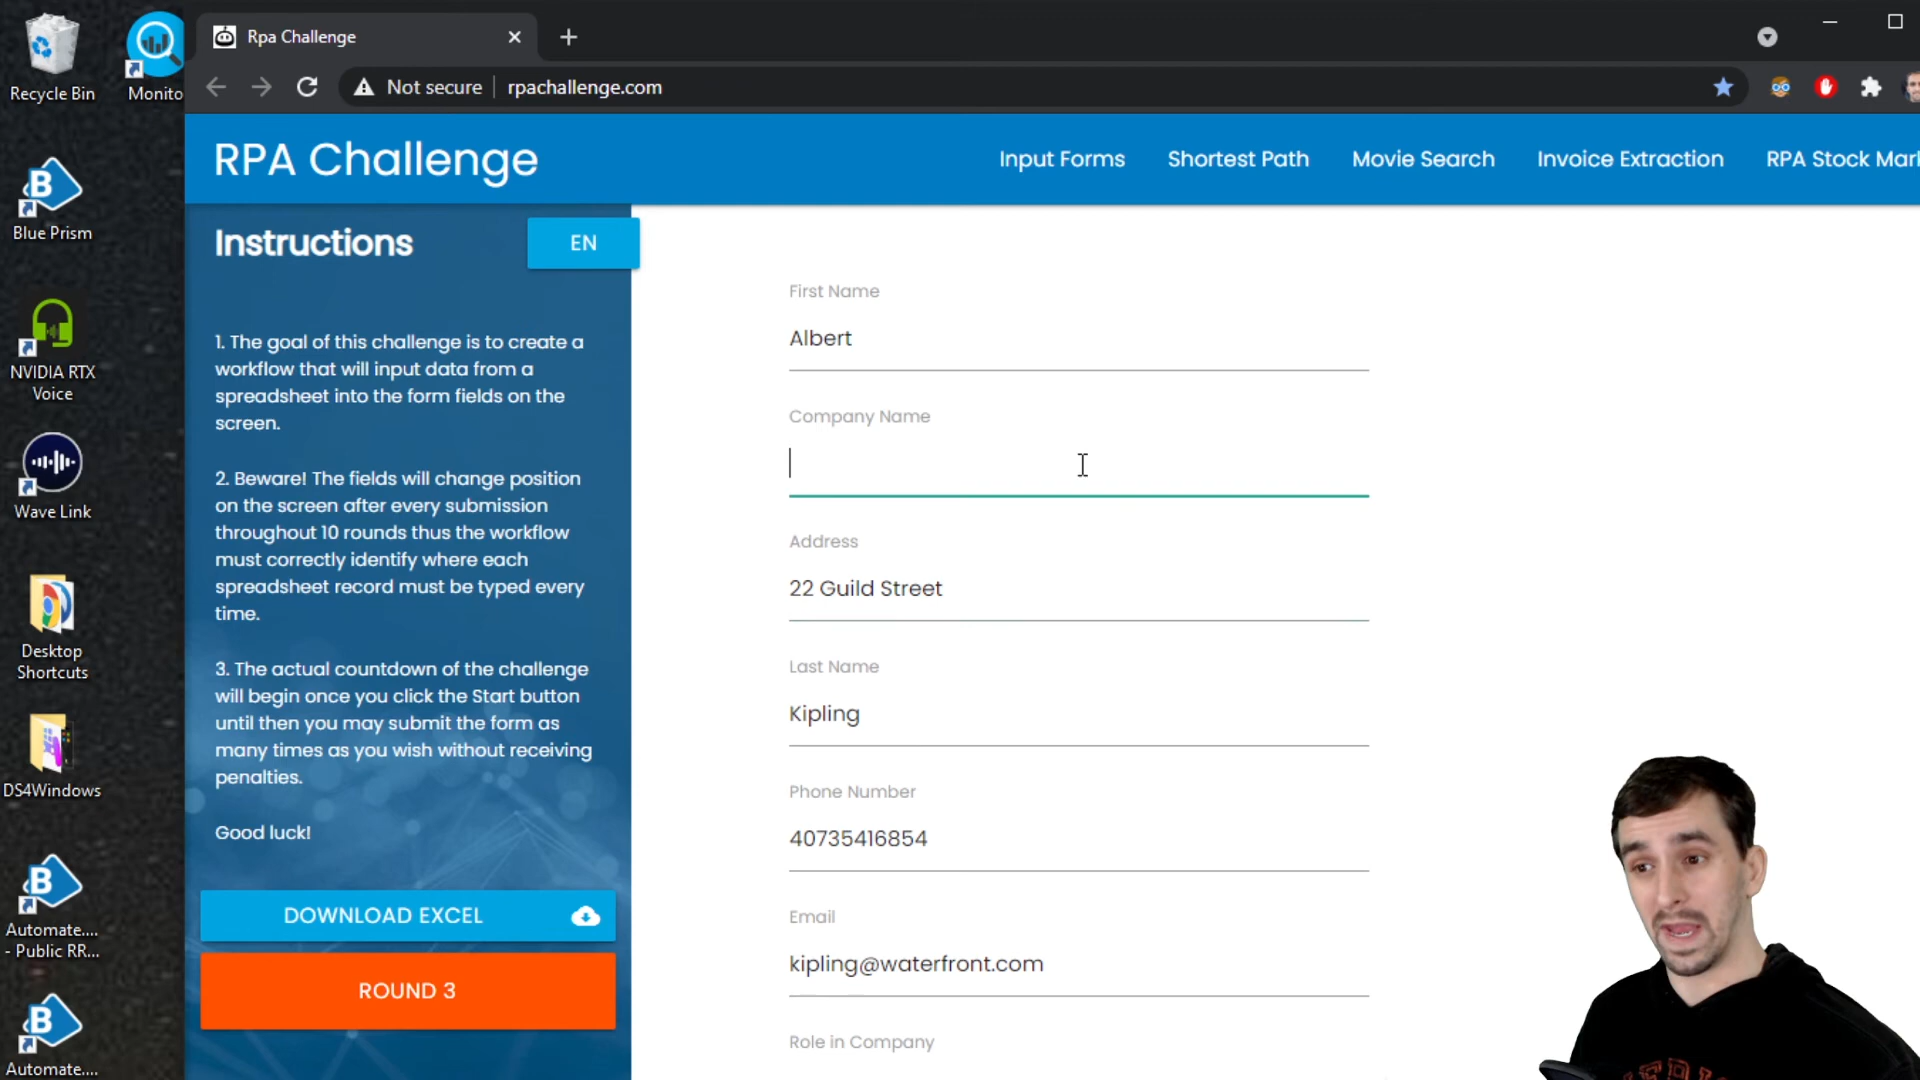 Rpa Challenge
Not secure
rpachallenge.com
Recycle Bin
Monito
Blue Prism
NVIDIA RTX
Voice
Wave Link
Desktop
Shortcuts
DS4Windows
Automate....
- Public RR...
Automate....
RPA Challenge
Input Forms
Shortest Path
Movie Search
Invoice Extraction
RPA Stock Mar
Instructions
EN
1. The goal of this challenge is to create a
workflow that will input data from a
spreadsheet into the form fields on the
screen.
2. Beware! The fields will change position
on the screen after every submission
throughout 10 rounds thus the workflow
must correctly identify where each
spreadsheet record must be typed every
time.
3. The actual countdown of the challenge
will begin once you click the Start button
until then you may submit the form as
many times as you wish without receiving
penalties.
Good luck!
DOWNLOAD EXCEL
ROUND 3
First Name
Albert
Company Name
Address
22 Guild Street
Last Name
Kipling
Phone Number
40735416854
Email
kipling@waterfront.com
Role in Company